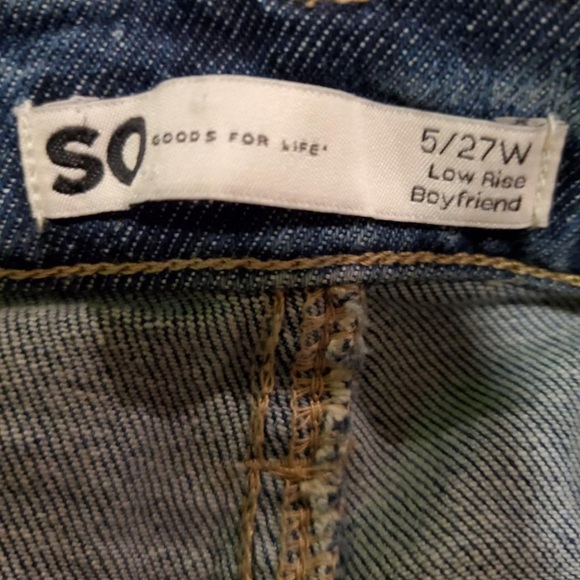 SO GOODS FOR LIFE
5/27W
Low Rise
Boyfriend